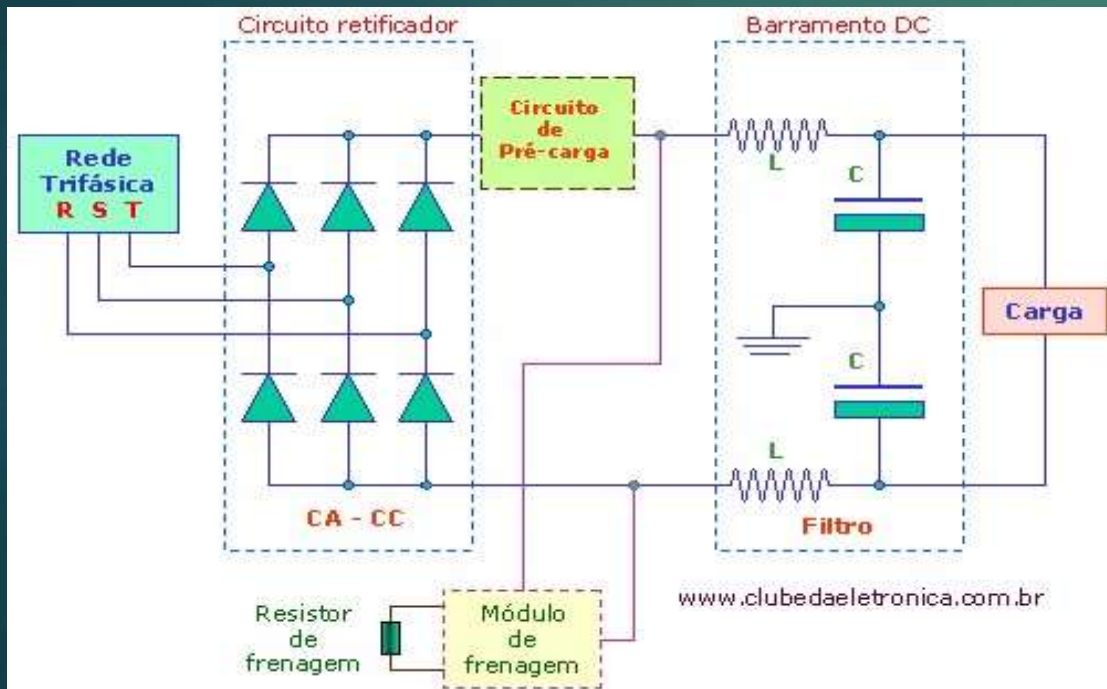 Circuito retificador
Barramento DC
Circuito
de
Pré-carga
Rede
Trifásica
R S T
L
C
Carga
C
L
CA - CC
Filtro
www.clubedaeletronica.com.br
Resistor
de
frenagem
Módulo
de
frenagem